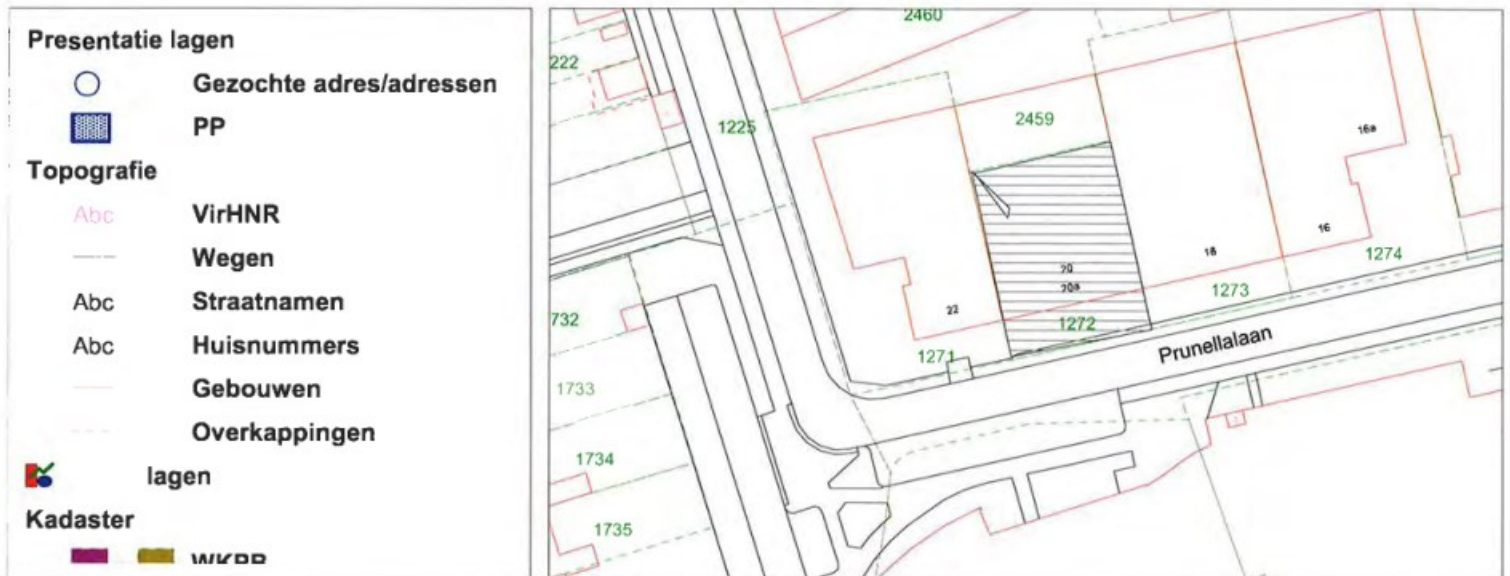 Presentatie lagen
Gezochte adres/adressen
PP
Topografie
Abc VirHNR
Wegen
Abc Straatnamen
Abc Huisnummers
Gebouwen
Overkappingen
lagen
Kadaster
WKPB
2460
222
1225
2459
16a
16
18
1274
20
20a
1273
22
1272
732
1271
Prunellalaan
1733
1734
1735